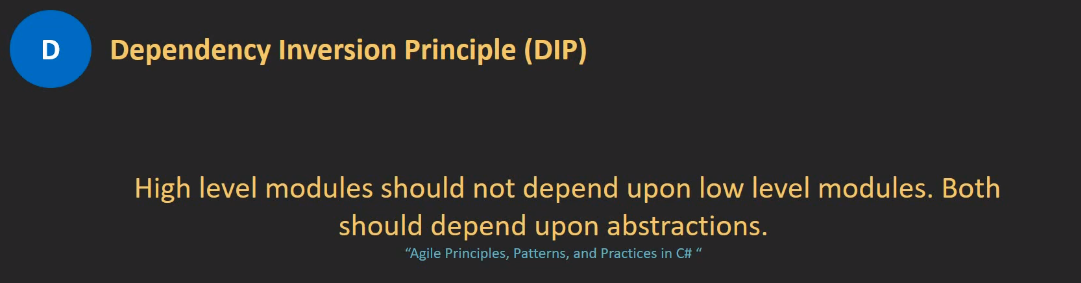 D
Dependency Inversion Principle (DIP)
High level modules should not depend upon low level modules. Both
should depend upon abstractions.
“Agile Principles, Patterns, and Practices in C# “